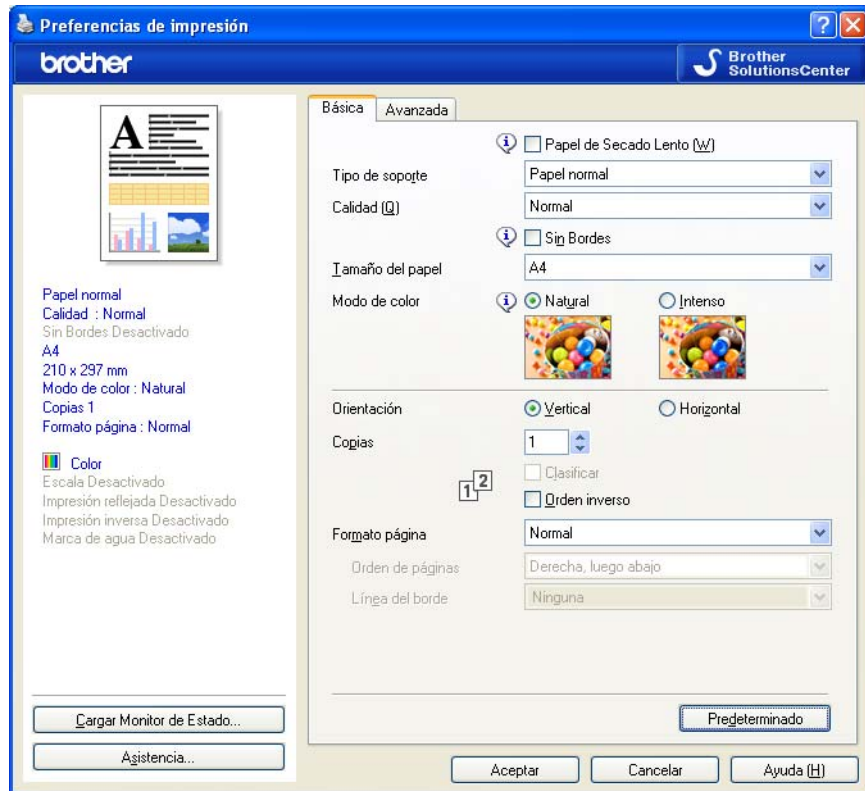 Preferencias de impresión
brother
Brother
SolutionsCenter
A
Papel normal
Calidad : Normal
Sin Bordes Desactivado
A4
210 x 297 mm
Modo de color : Natural
Copias 1
Formato página : Normal
Color
Escala Desactivado
Impresión reflejada Desactivado
Impresión inversa Desactivado
Marca de agua Desactivado
Cargar Monitor de Estado...
Asistencia...
Básica Avanzada
Papel de Secado Lento (W)
Tipo de soporte Papel normal
Calidad (Q) Normal
Sin Bordes
Tamaño del papel A4
Modo de color Natural Intenso
Orientación Vertical Horizontal
Copias 1
Clasificar
1 2
Orden inverso
Formato página Normal
Orden de páginas Derecha, luego abajo
Línea del borde Ninguna
Predeterminado
Aceptar Cancelar Ayuda (H)